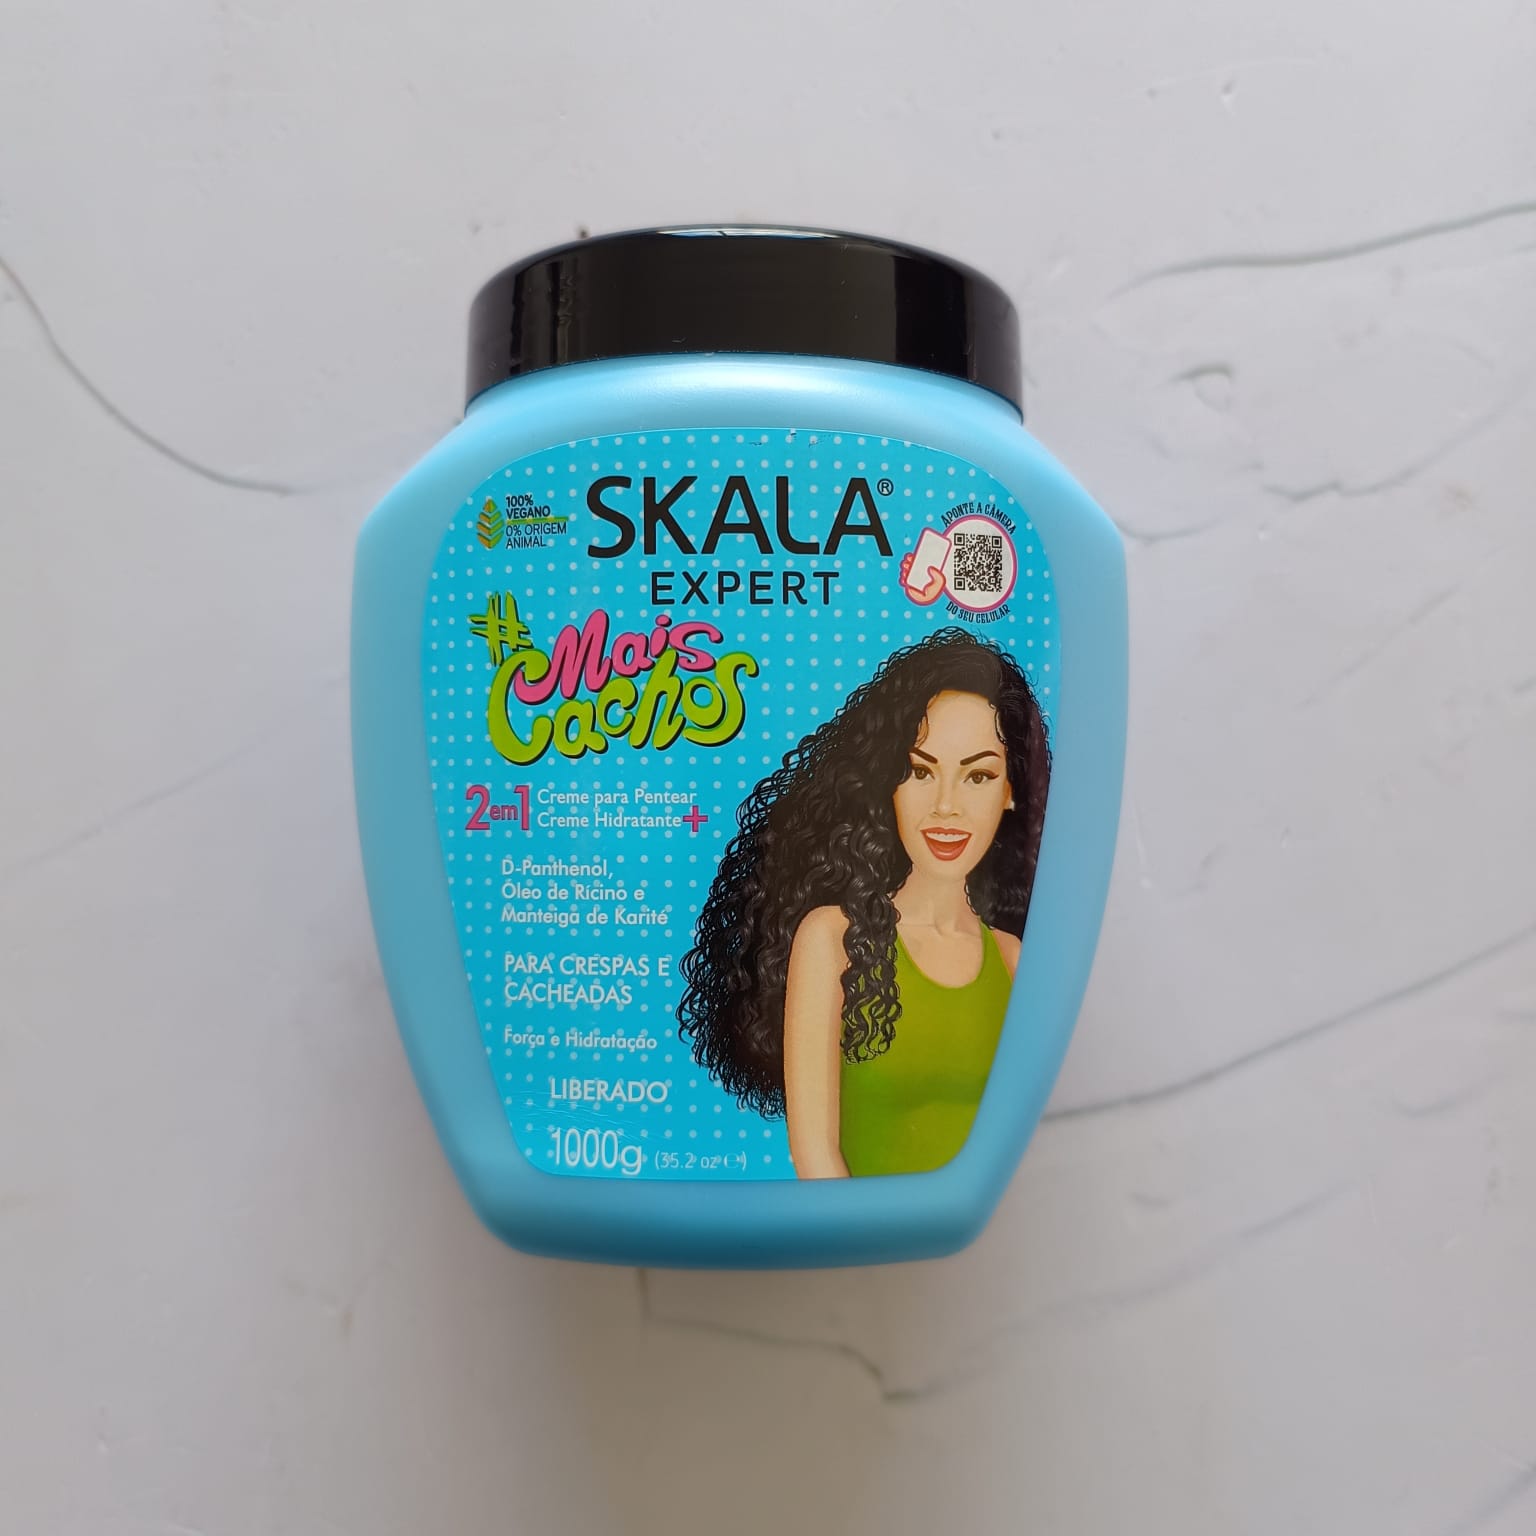 100%
VEGANO
0% ORIGEM
ANIMAL
SKALA®
EXPERT
APONTE A CÂMERA
DO SEU CELULAR
#Mais
Cachos
2em1
Creme para Pentear
Creme Hidratante+
D-Panthenol,
Óleo de Rícino e
Manteiga de Karité
PARA CRESPAS E
CACHEADAS
Força e Hidratação
LIBERADO
1000g (35.2 oz ℮)